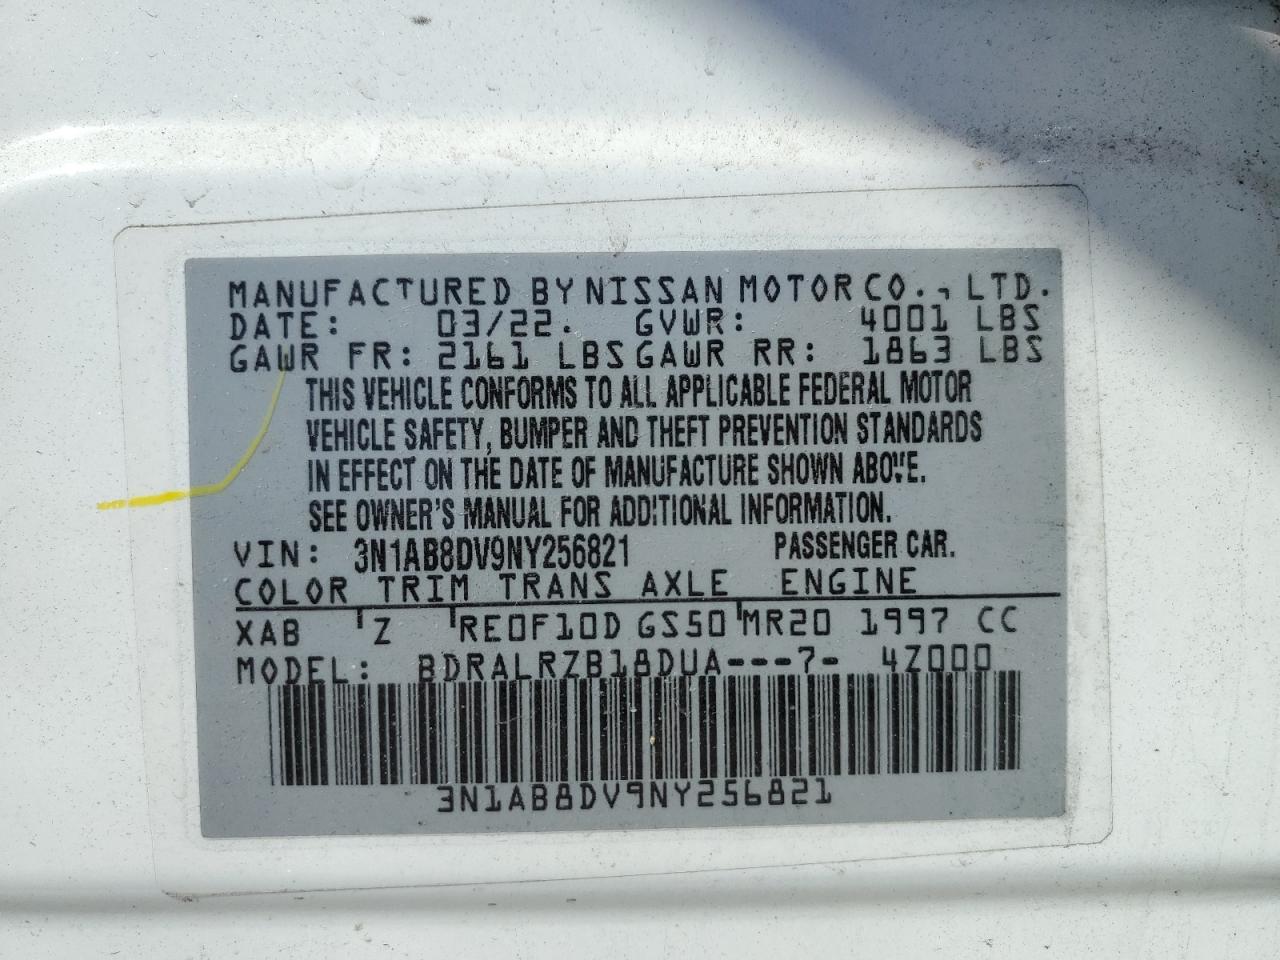 MANUFACTURED BY NISSAN MOTOR CO., LTD.
DATE: 03/22. GVWR: 4001 LBS
GAWR FR: 2161 LBS GAWR RR: 1863 LBS
THIS VEHICLE CONFORMS TO ALL APPLICABLE FEDERAL MOTOR
VEHICLE SAFETY, BUMPER AND THEFT PREVENTION STANDARDS
IN EFFECT ON THE DATE OF MANUFACTURE SHOWN ABOVE.
SEE OWNER'S MANUAL FOR ADDITIONAL INFORMATION.
VIN: 3N1AB8DV9NY256821 PASSENGER CAR.
COLOR TRIM TRANS AXLE ENGINE
XAB Z RE0F10D GS50 MR20 1997 CC
MODEL: BDRALRZB18DUA---7- 4Z000
3N1AB8DV9NY256821